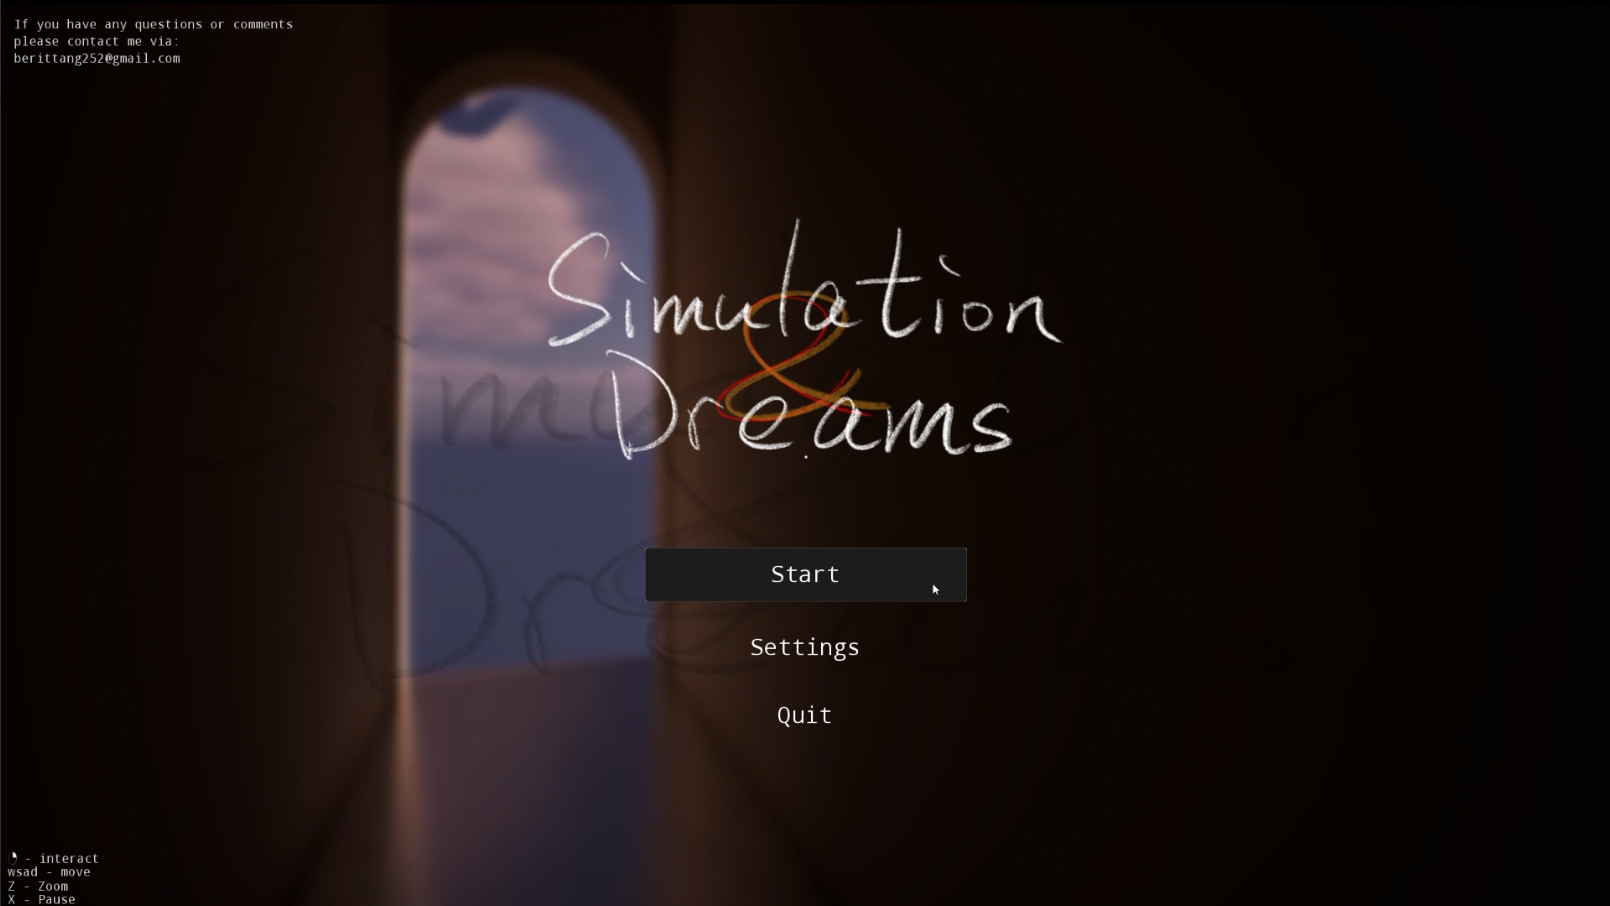 If you have any questions or comments
please contact me via:
berittang252@gmail.com
Simulation
&
Dreams
Start
Settings
Quit
- interact
wsad - move
Z - Zoom
X - Pause